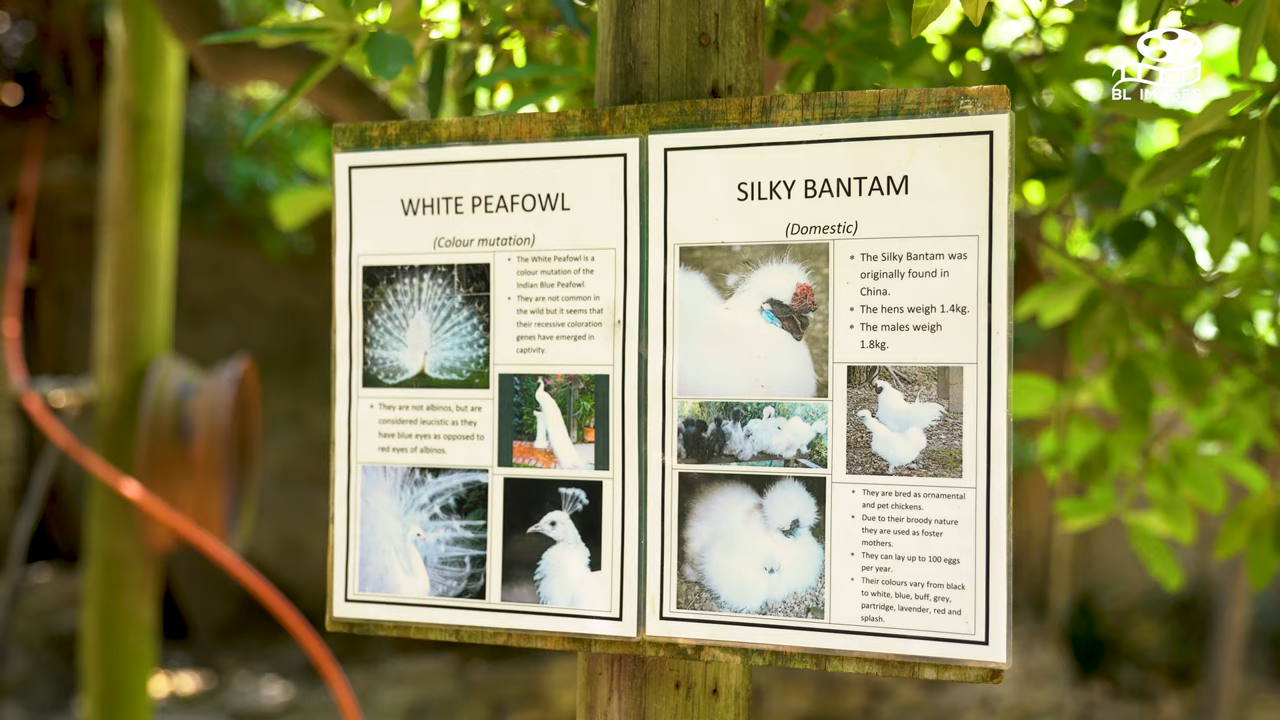 BL IMAGES
WHITE PEAFOWL
(Colour mutation)
• The White Peafowl is a
colour mutation of the
Indian Blue Peafowl.
• They are not common in
the wild but it seems that
their recessive coloration
genes have emerged in
captivity.
• They are not albinos, but are
considered leucistic as they
have blue eyes as opposed to
red eyes of albinos.
SILKY BANTAM
(Domestic)
• The Silky Bantam was
originally found in
China.
• The hens weigh 1.4kg.
• The males weigh
1.8kg.
• They are bred as ornamental
and pet chickens.
• Due to their broody nature
they are used as foster
mothers.
• They can lay up to 100 eggs
per year.
• Their colours vary from black
to white, blue, buff, grey,
partridge, lavender, red and
splash.